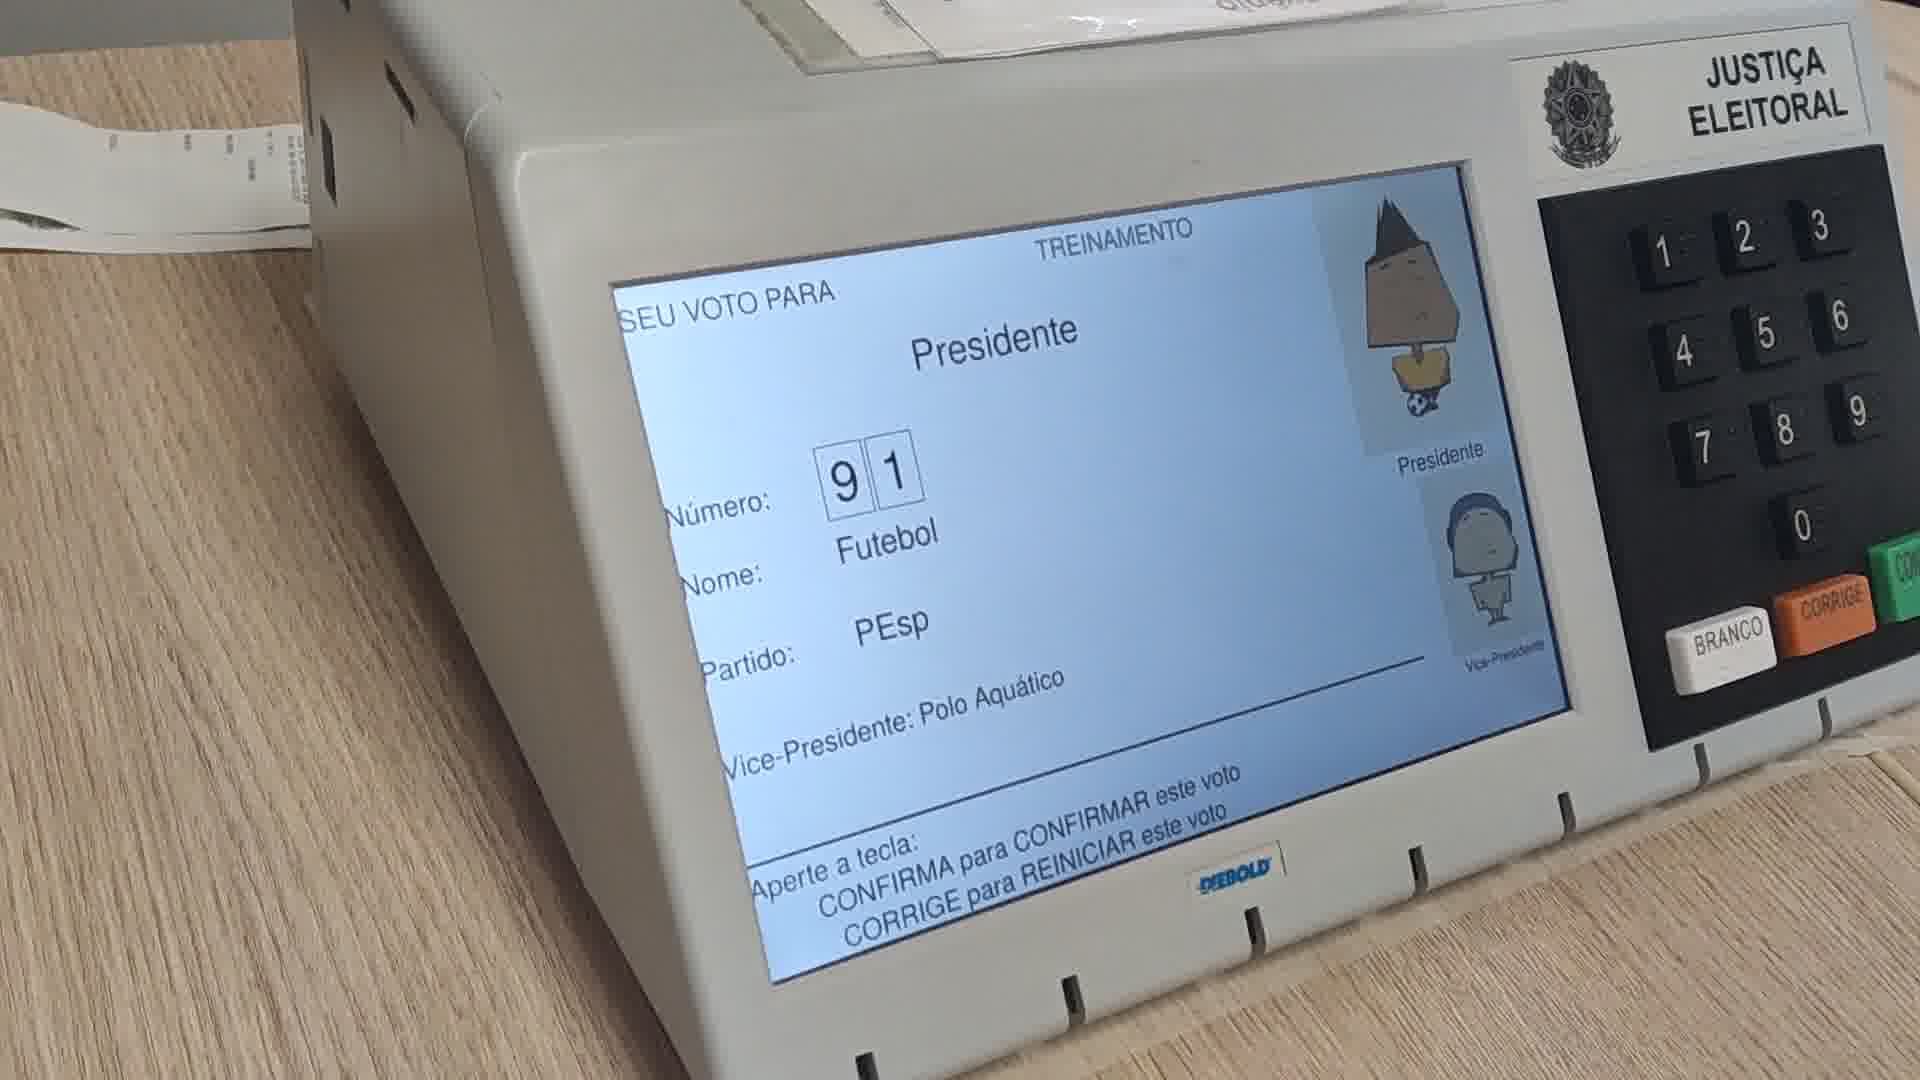 JUSTIÇA
ELEITORAL
TREINAMENTO
SEU VOTO PARA
Presidente
Número: 91
Nome: Futebol
Partido: PEsp
Vice-Presidente: Polo Aquático
Presidente
Vice-Presidente
Aperte a tecla:
CONFIRMA para CONFIRMAR este voto
CORRIGE para REINICIAR este voto
DIEBOLD
1 2 3
4 5 6
7 8 9
0
BRANCO CORRIGE CON